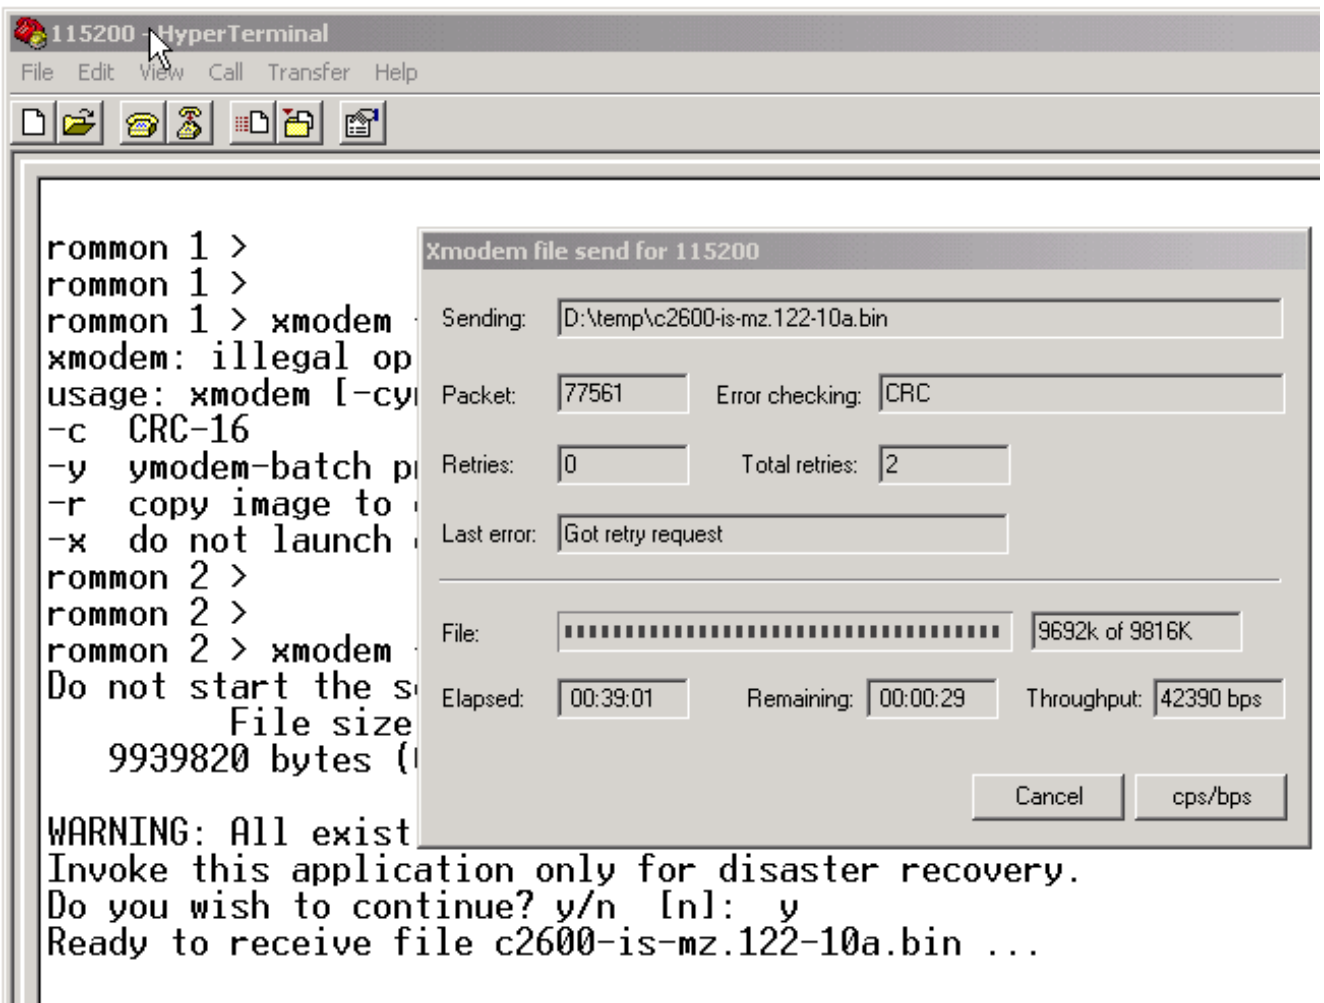 115200 - HyperTerminal
File Edit View Call Transfer Help
rommon 1 >
rommon 1 >
rommon 1 > xmodem
xmodem: illegal op
usage: xmodem [-cy
-c CRC-16
-y ymodem-batch p
-r copy image to
-x do not launch
rommon 2 >
rommon 2 >
rommon 2 > xmodem
Do not start the s
File size
9939820 bytes (
WARNING: All exist
Invoke this application only for disaster recovery.
Do you wish to continue? y/n [n]: y
Ready to receive file c2600-is-mz.122-10a.bin ...
Xmodem file send for 115200
Sending: D:\temp\c2600-is-mz.122-10a.bin
Packet: 77561 Error checking: CRC
Retries: 0 Total retries: 2
Last error: Got retry request
File: 9692k of 9816K
Elapsed: 00:39:01 Remaining: 00:00:29 Throughput: 42390 bps
Cancel cps/bps